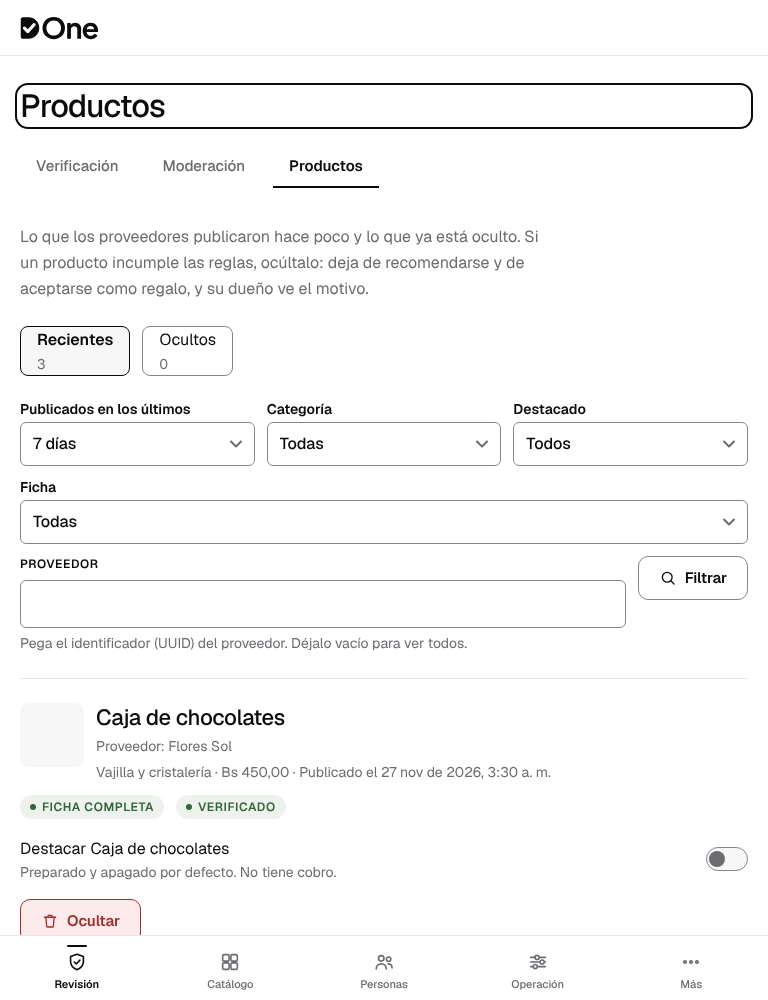 One
Productos
Verificación Moderación Productos
Lo que los proveedores publicaron hace poco y lo que ya está oculto. Si
un producto incumple las reglas, ocúltalo: deja de recomendarse y de
aceptarse como regalo, y su dueño ve el motivo.
Recientes Ocultos
3 0
Publicados en los últimos Categoría Destacado
7 días Todas Todos
Ficha
Todas
PROVEEDOR
Filtrar
Pega el identificador (UUID) del proveedor. Déjalo vacío para ver todos.
Caja de chocolates
Proveedor: Flores Sol
Vajilla y cristalería · Bs 450,00 · Publicado el 27 nov de 2026, 3:30 a. m.
FICHA COMPLETA VERIFICADO
Destacar Caja de chocolates
Preparado y apagado por defecto. No tiene cobro.
Ocultar
Revisión Catálogo Personas Operación Más